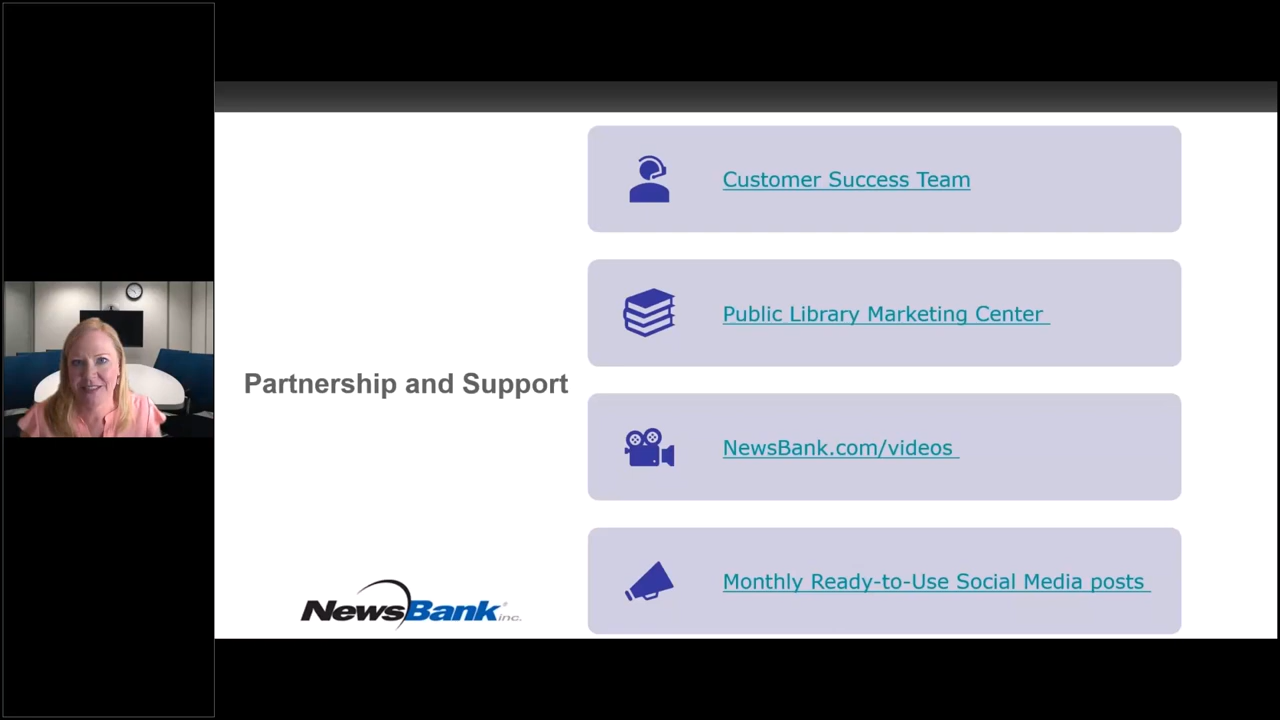 Customer Success Team
Public Library Marketing Center
Partnership and Support
NewsBank.com/videos
Monthly Ready-to-Use Social Media posts
NewsBank® inc.